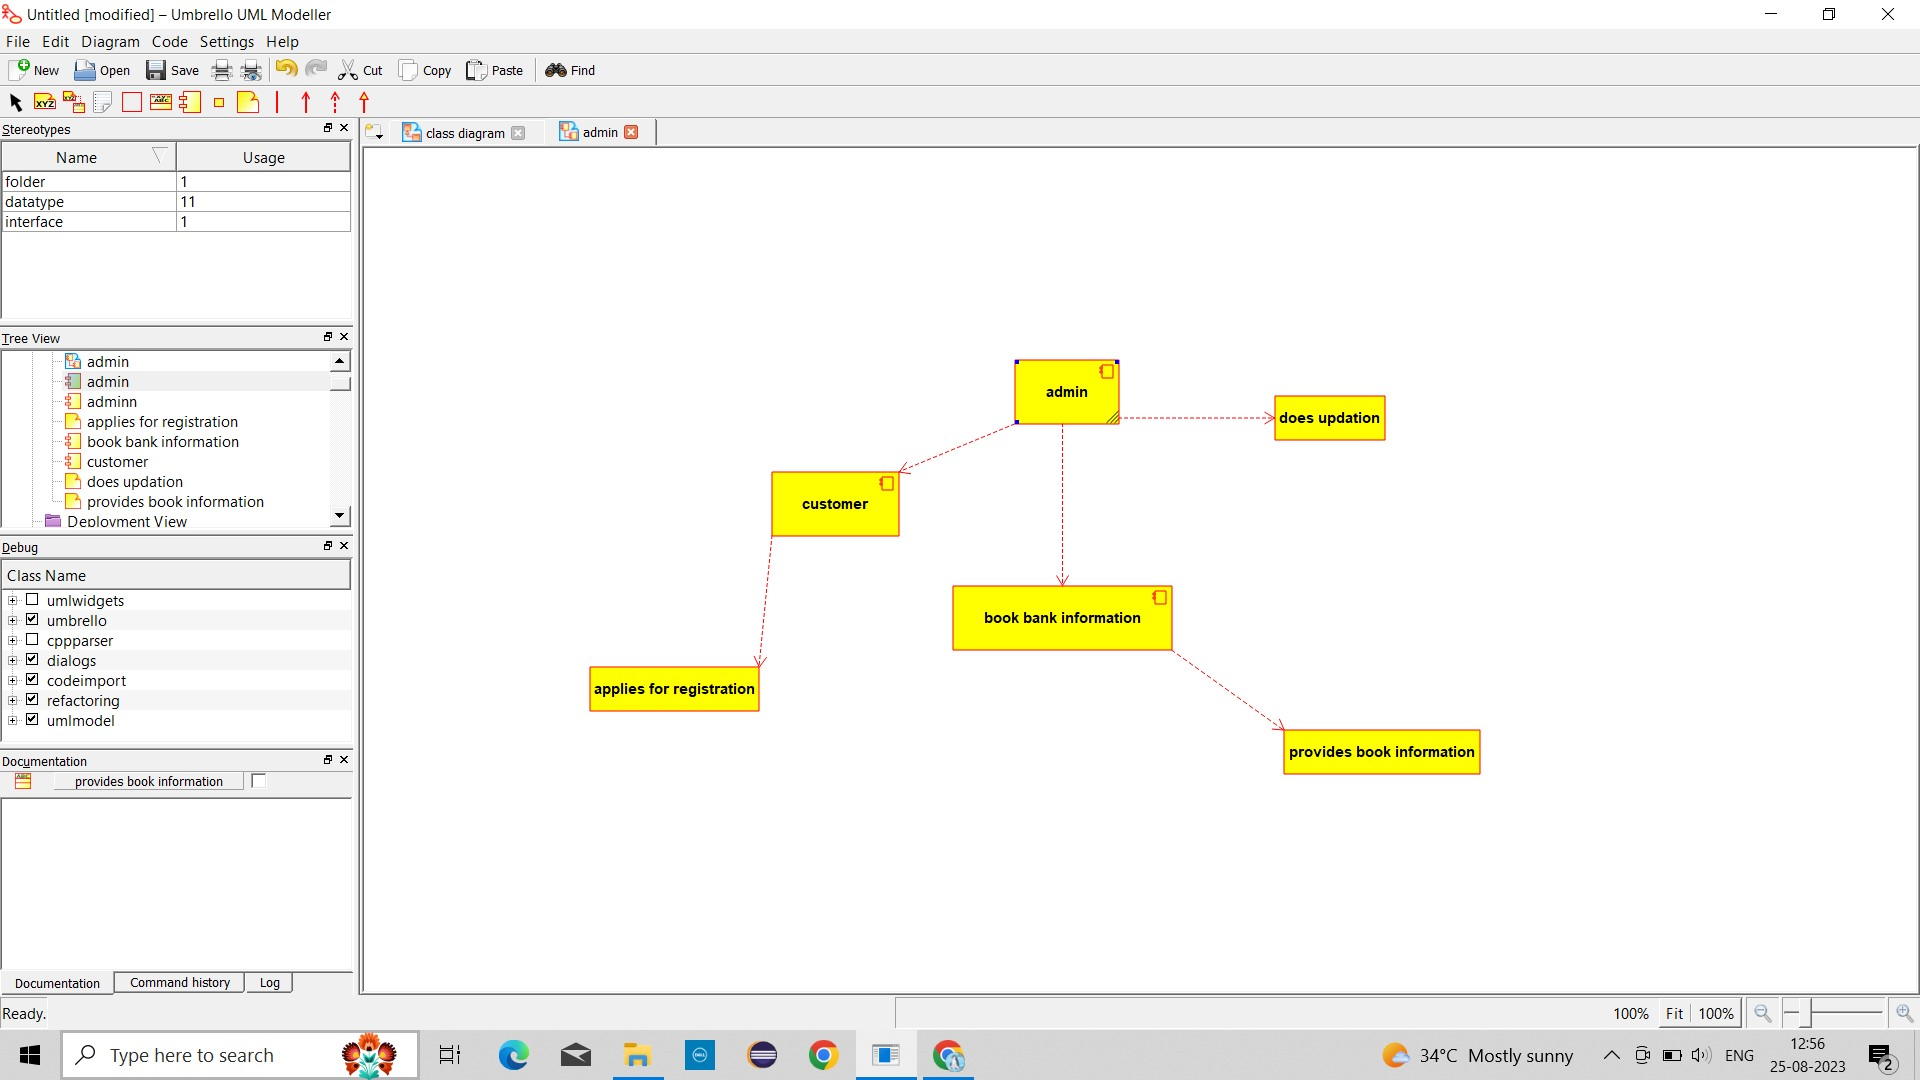 Untitled [modified] – Umbrello UML Modeller
File Edit Diagram Code Settings Help
New Open Save Cut Copy Paste Find
XYZ
Stereotypes
class diagram
admin
Name Usage
folder 1
datatype 11
interface 1
Tree View
admin
admin
adminn
applies for registration
book bank information
customer
does updation
provides book information
Deployment View
Debug
Class Name
umlwidgets
umbrello
cppparser
dialogs
codeimport
refactoring
umlmodel
Documentation
provides book information
Documentation Command history Log
admin
does updation
customer
book bank information
applies for registration
provides book information
Ready.
100% Fit 100%
Type here to search
34°C Mostly sunny
ENG
12:56
25-08-2023
2